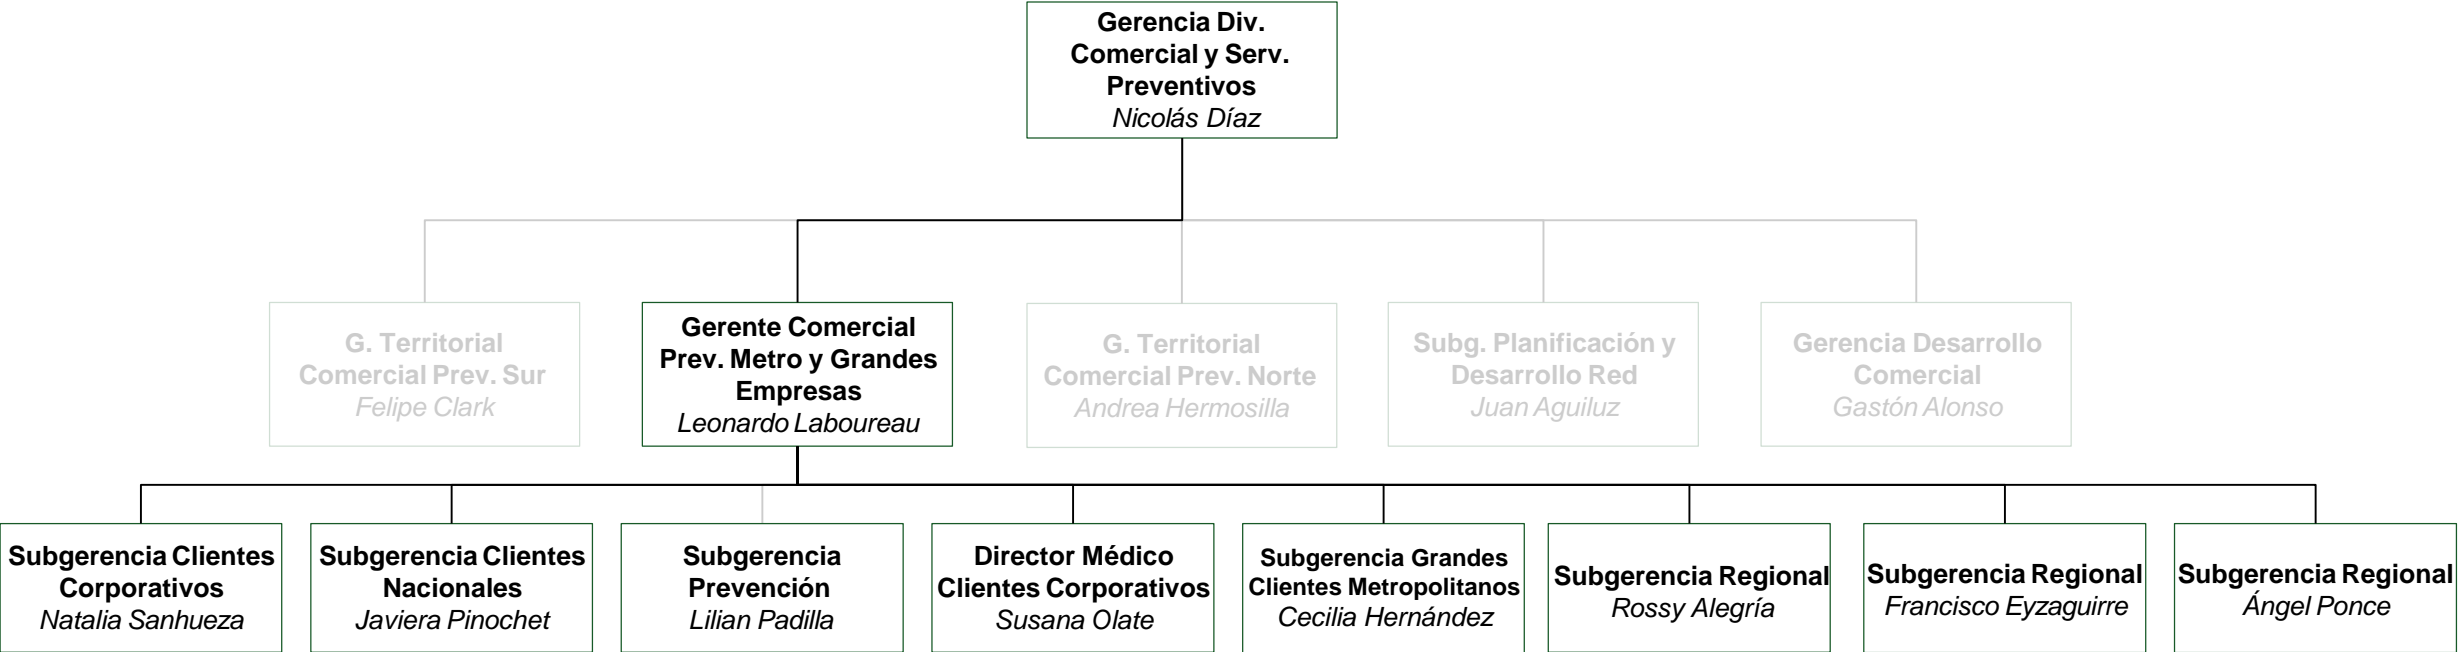 Gerencia Div.
Comercial y Serv.
Preventivos
Nicolás Díaz
G. Territorial
Comercial Prev. Sur
Felipe Clark
Gerente Comercial
Prev. Metro y Grandes
Empresas
Leonardo Laboureau
G. Territorial
Comercial Prev. Norte
Andrea Hermosilla
Subg. Planificación y
Desarrollo Red
Juan Aguiluz
Gerencia Desarrollo
Comercial
Gastón Alonso
Subgerencia Clientes
Corporativos
Natalia Sanhueza
Subgerencia Clientes
Nacionales
Javiera Pinochet
Subgerencia
Prevención
Lilian Padilla
Director Médico
Clientes Corporativos
Susana Olate
Subgerencia Grandes
Clientes Metropolitanos
Cecilia Hernández
Subgerencia Regional
Rossy Alegría
Subgerencia Regional
Francisco Eyzaguirre
Subgerencia Regional
Ángel Ponce